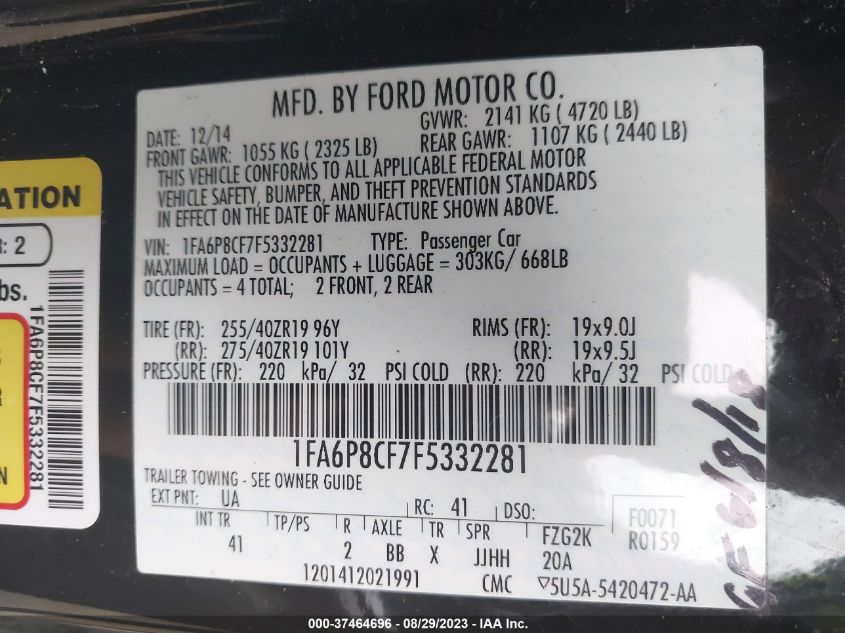 MFD. BY FORD MOTOR CO.
DATE: 12/14 GVWR: 2141 KG ( 4720 LB)
FRONT GAWR: 1055 KG ( 2325 LB) REAR GAWR: 1107 KG ( 2440 LB)
THIS VEHICLE CONFORMS TO ALL APPLICABLE FEDERAL MOTOR
VEHICLE SAFETY, BUMPER, AND THEFT PREVENTION STANDARDS
IN EFFECT ON THE DATE OF MANUFACTURE SHOWN ABOVE.
VIN: 1FA6P8CF7F5332281 TYPE: Passenger Car
MAXIMUM LOAD = OCCUPANTS + LUGGAGE = 303KG/ 668LB
OCCUPANTS = 4 TOTAL; 2 FRONT, 2 REAR
TIRE (FR): 255/40ZR19 96Y RIMS (FR): 19x9.0J
(RR): 275/40ZR19 101Y (RR): 19x9.5J
PRESSURE (FR): 220 kPa/ 32 PSI COLD (RR): 220 kPa/ 32 PSI COLD
1FA6P8CF7F5332281
TRAILER TOWING - SEE OWNER GUIDE
EXT PNT: UA RC: 41 DSO: F0071
INT TR TP/PS R AXLE TR SPR FZG2K R0159
41 2 BB X JJHH 20A
1201412021991 CMC 5U5A-5420472-AA
ATION
R: 2
bs.
1FA6P8CF7F5332281
R
N
1200-37464696 - 08/29/2023 - ©IAA, Inc.